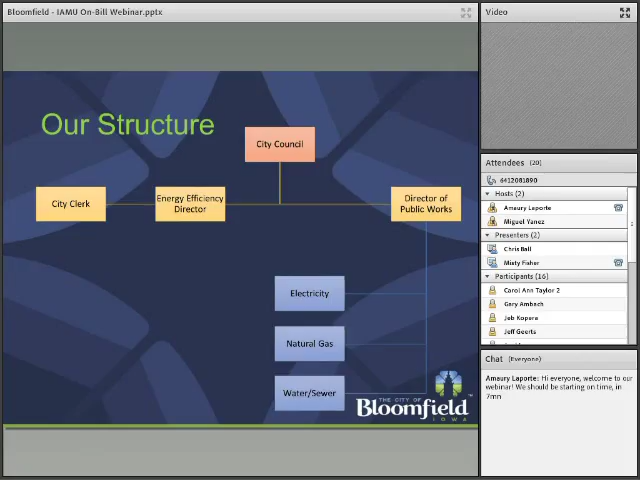 Bloomfield - IAMU On-Bill Webinar.pptx
Our Structure
City Council
City Clerk
Energy Efficiency
Director
Director of
Public Works
Electricity
Natural Gas
Water/Sewer
THE CITY OF
Bloomfield
IOWA
Video
Attendees (20)
6412081890
Hosts (2)
Amaury Laporte
Miguel Yanez
Presenters (2)
Chris Ball
Misty Fisher
Participants (16)
Carol Ann Taylor 2
Gary Ambach
Jeb Kopera
Jeff Geerts
Chat (Everyone)
Amaury Laporte: Hi everyone, welcome to our
webinar! We should be starting on time, in
7mn